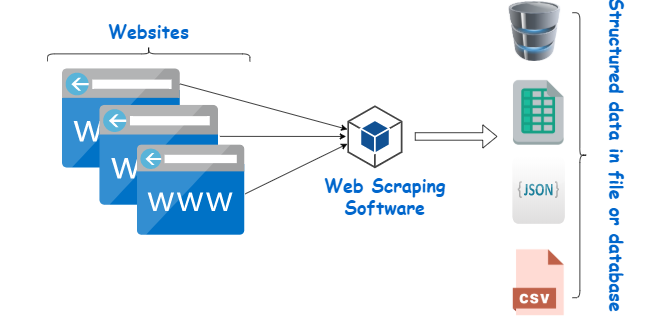 Websites
W
W
WWW
Web Scraping
Software
{JSON}
CSV
Structured data in file or database